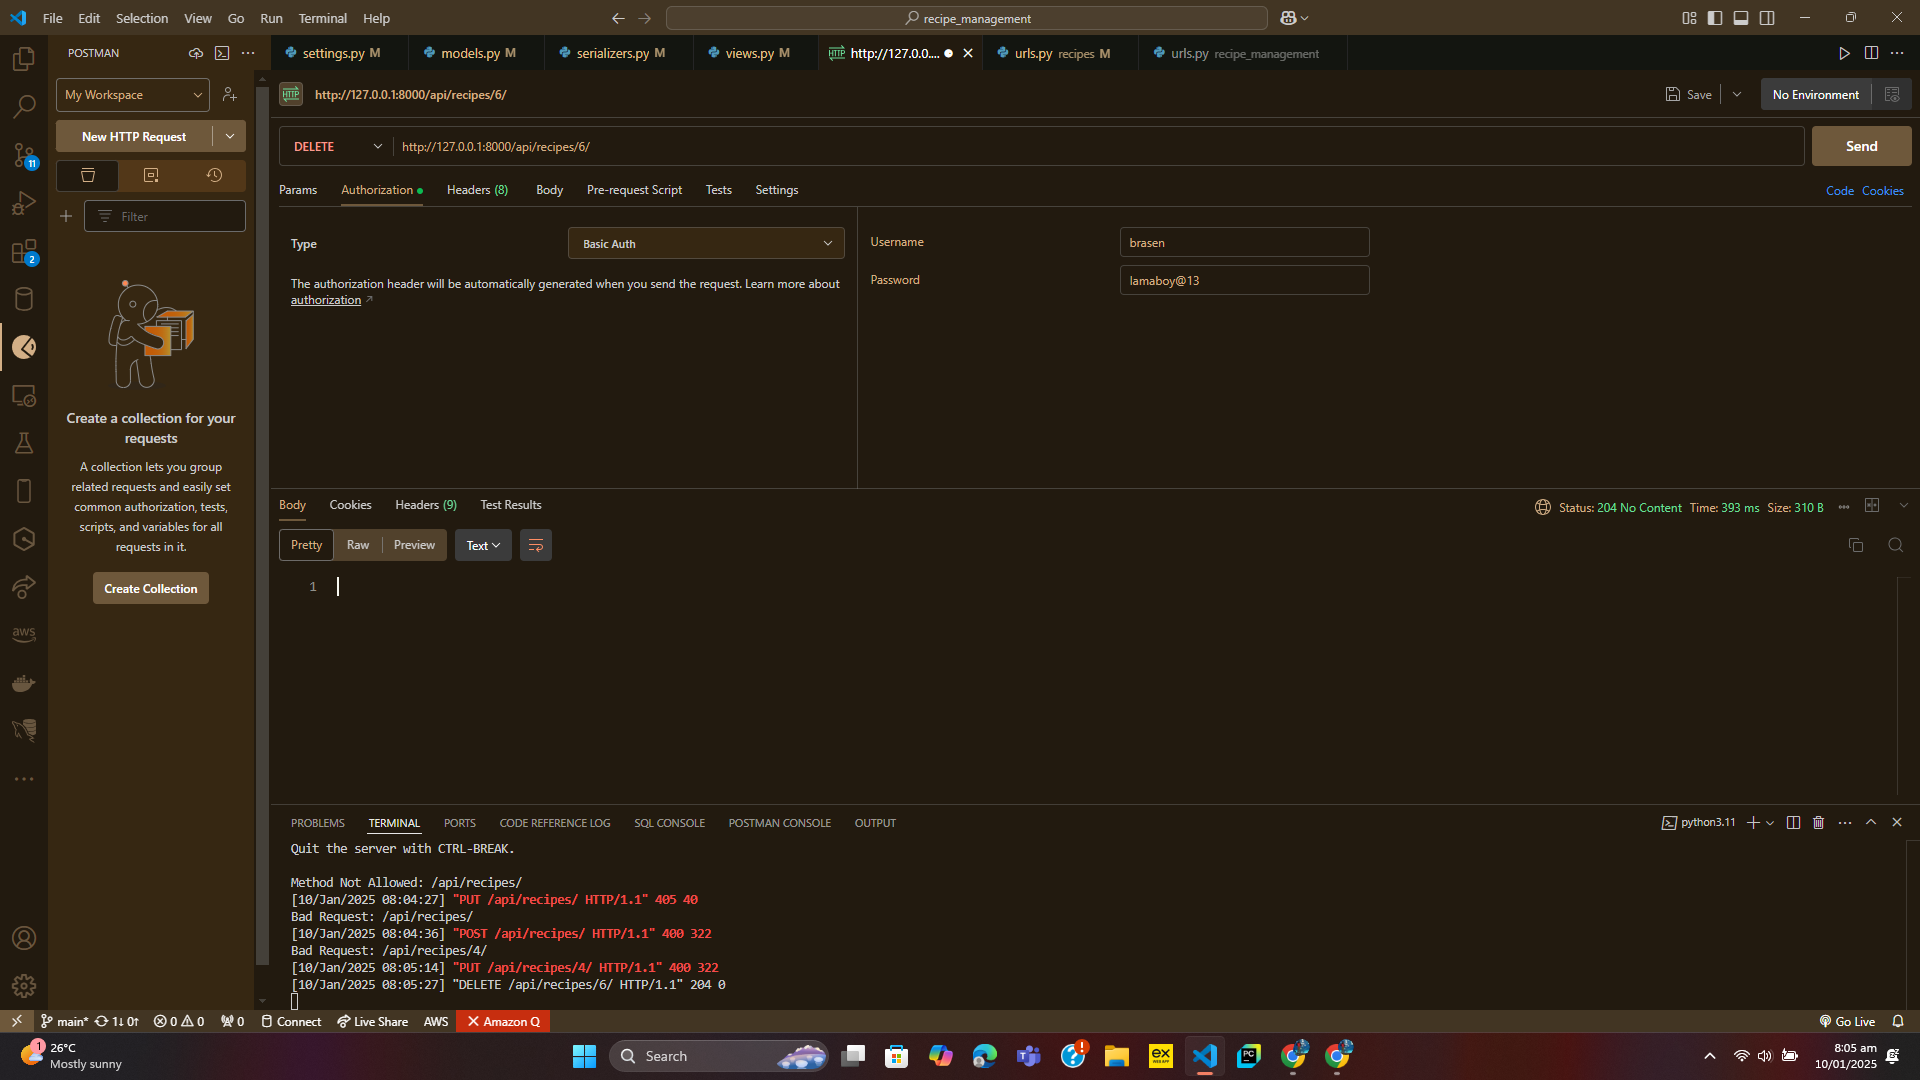 File Edit Selection View Go Run Terminal Help
recipe_management
POSTMAN
settings.py M
models.py M
serializers.py M
views.py M
http://127.0.0....
urls.py recipes M
urls.py recipe_management
My Workspace
HTTP http://127.0.0.1:8000/api/recipes/6/
Save
No Environment
New HTTP Request
DELETE
http://127.0.0.1:8000/api/recipes/6/
Send
11
Params Authorization Headers (8) Body Pre-request Script Tests Settings
Code Cookies
Filter
Type
Basic Auth
Username
brasen
2
The authorization header will be automatically generated when you send the request. Learn more about
authorization
Password
lamaboy@13
Create a collection for your
requests
A collection lets you group
related requests and easily set
common authorization, tests,
scripts, and variables for all
requests in it.
Create Collection
aws
Body Cookies Headers (9) Test Results
Status: 204 No Content Time: 393 ms Size: 310 B
Pretty Raw Preview Text
1
PROBLEMS TERMINAL PORTS CODE REFERENCE LOG SQL CONSOLE POSTMAN CONSOLE OUTPUT
python3.11
Quit the server with CTRL-BREAK.
Method Not Allowed: /api/recipes/
[10/Jan/2025 08:04:27] "PUT /api/recipes/ HTTP/1.1" 405 40
Bad Request: /api/recipes/
[10/Jan/2025 08:04:36] "POST /api/recipes/ HTTP/1.1" 400 322
Bad Request: /api/recipes/4/
[10/Jan/2025 08:05:14] "PUT /api/recipes/4/ HTTP/1.1" 400 322
[10/Jan/2025 08:05:27] "DELETE /api/recipes/6/ HTTP/1.1" 204 0
main* 1↓ 0↑ 0 0 0 Connect Live Share AWS Amazon Q
Go Live
1
26°C
Mostly sunny
Search
EX
WEB APP
PC
8:05 am
10/01/2025